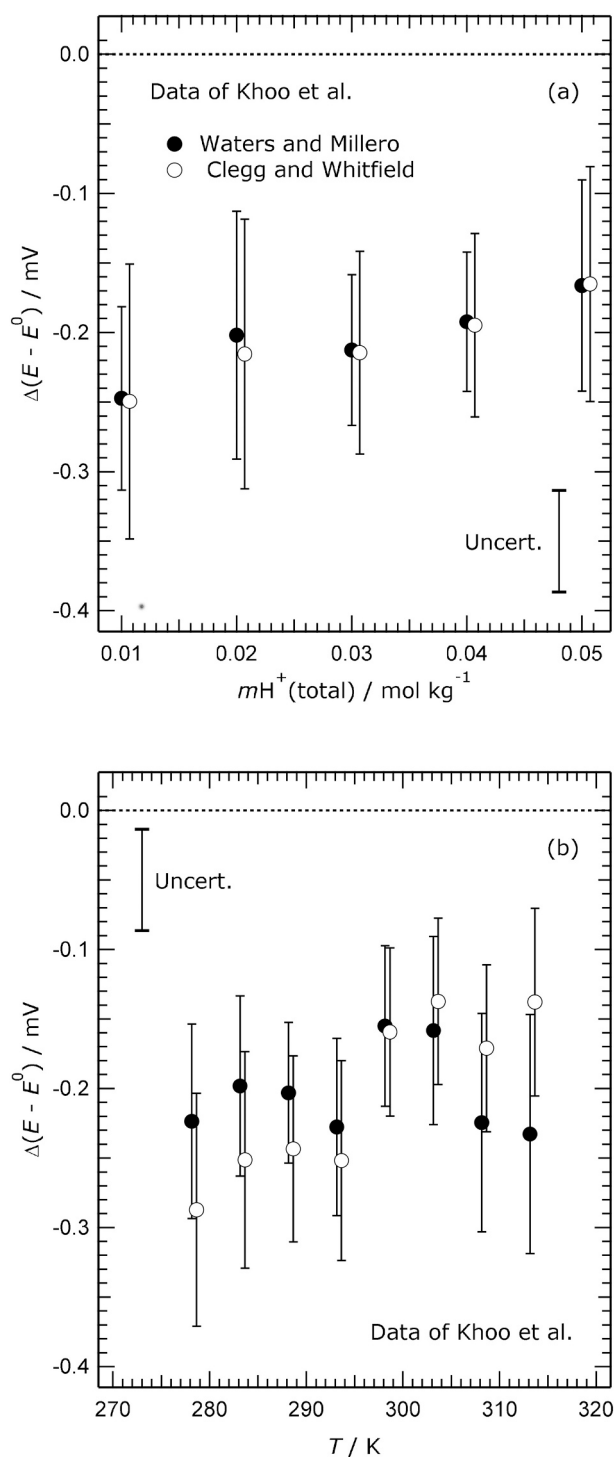 0.0
Data of Khoo et al.
(a)
Waters and Millero
Clegg and Whitfield
-0.1
-0.2
-0.3
-0.4
Δ(E - E⁰) / mV
Uncert.
0.01 0.02 0.03 0.04 0.05
mH⁺(total) / mol kg⁻¹
0.0
(b)
Uncert.
-0.1
-0.2
-0.3
-0.4
Δ(E - E⁰) / mV
Data of Khoo et al.
270 280 290 300 310 320
T / K